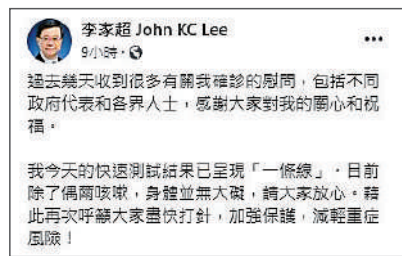 李家超 John KC Lee
9小時·
過去幾天收到很多有關我確診的慰問，包括不同
政府代表和各界人士，感謝大家對我的關心和祝
福。
我今天的快速測試結果已呈現「一條線」，目前
除了偶爾咳嗽，身體並無大礙，請大家放心。藉
此再次呼籲大家盡快打針，加強保護，減輕重症
風險！